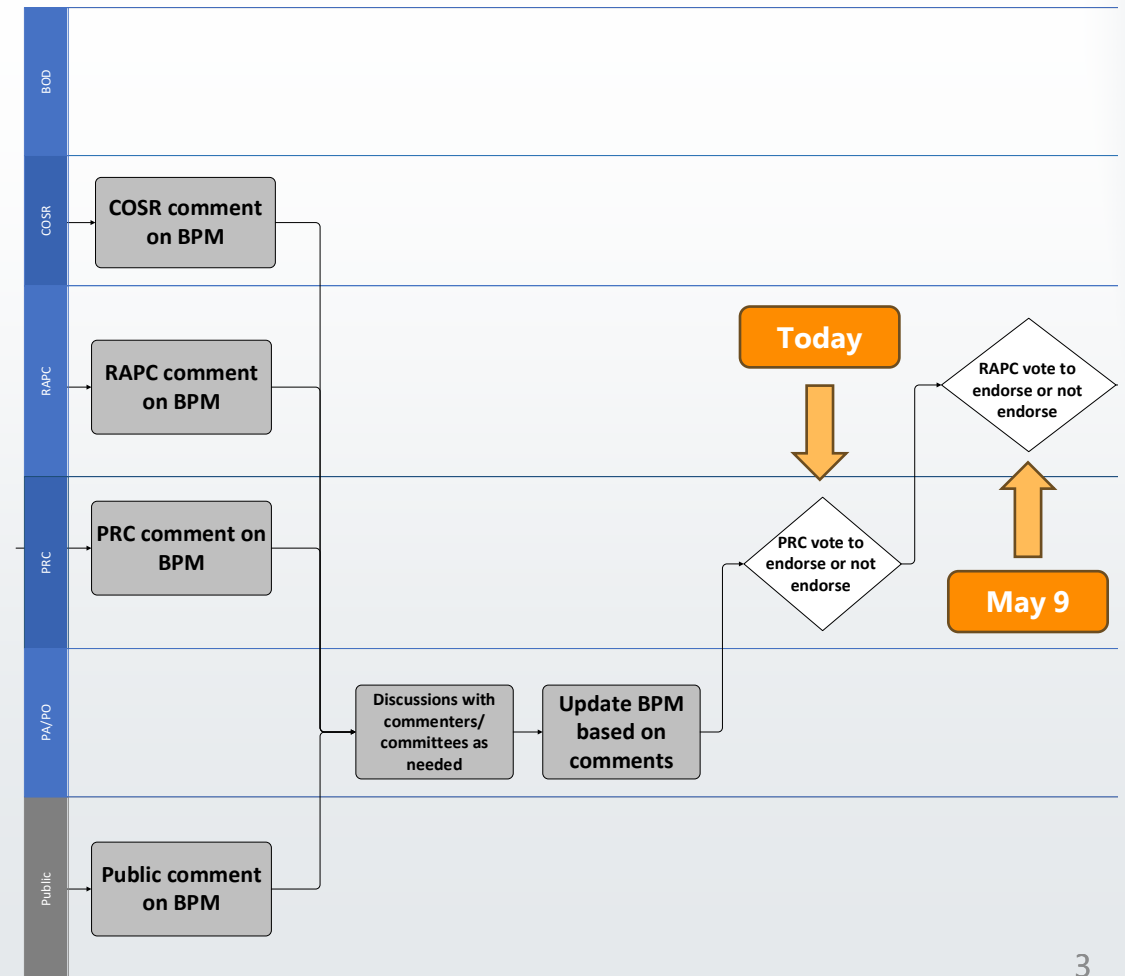 BOD
COSR
COSR comment
on BPM
RAPC
RAPC comment
on BPM
Today
RAPC vote to
endorse or not
endorse
PRC
PRC comment on
BPM
PRC vote to
endorse or not
endorse
May 9
PA/PO
Discussions with
commenters/
committees as
needed
Update BPM
based on
comments
Public
Public comment
on BPM
3